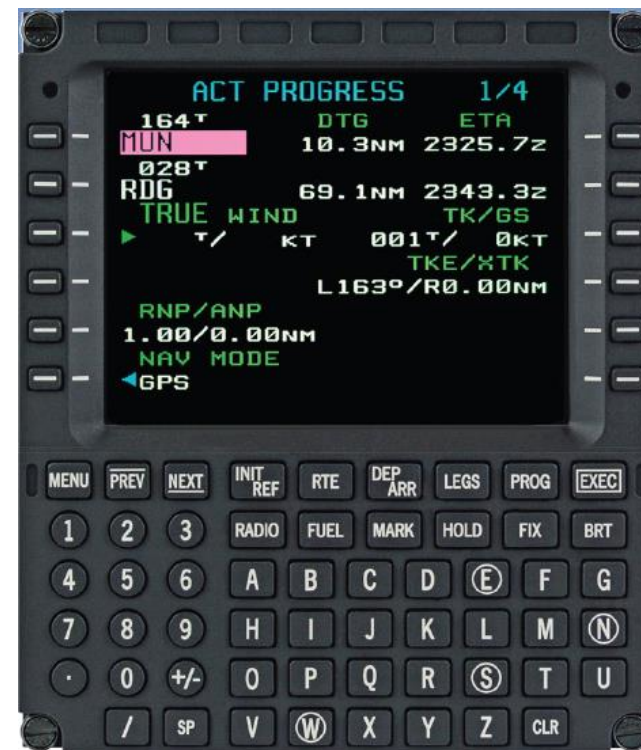 ACT PROGRESS 1/4
164ᵀ DTG ETA
MUN 10.3NM 2325.7Z
028ᵀ
RDG 69.1NM 2343.3Z
TRUE WIND TK/GS
ᵀ/ KT 001ᵀ/ 0KT
TKE/XTK
L163º/R0.00NM
RNP/ANP
1.00/0.00NM
NAV MODE
GPS
MENU PREV NEXT INIT REF RTE DEP ARR LEGS PROG EXEC
1 2 3 RADIO FUEL MARK HOLD FIX BRT
4 5 6 A B C D E F G
7 8 9 H I J K L M N
· 0 +/- O P Q R S T U
/ SP V W X Y Z CLR